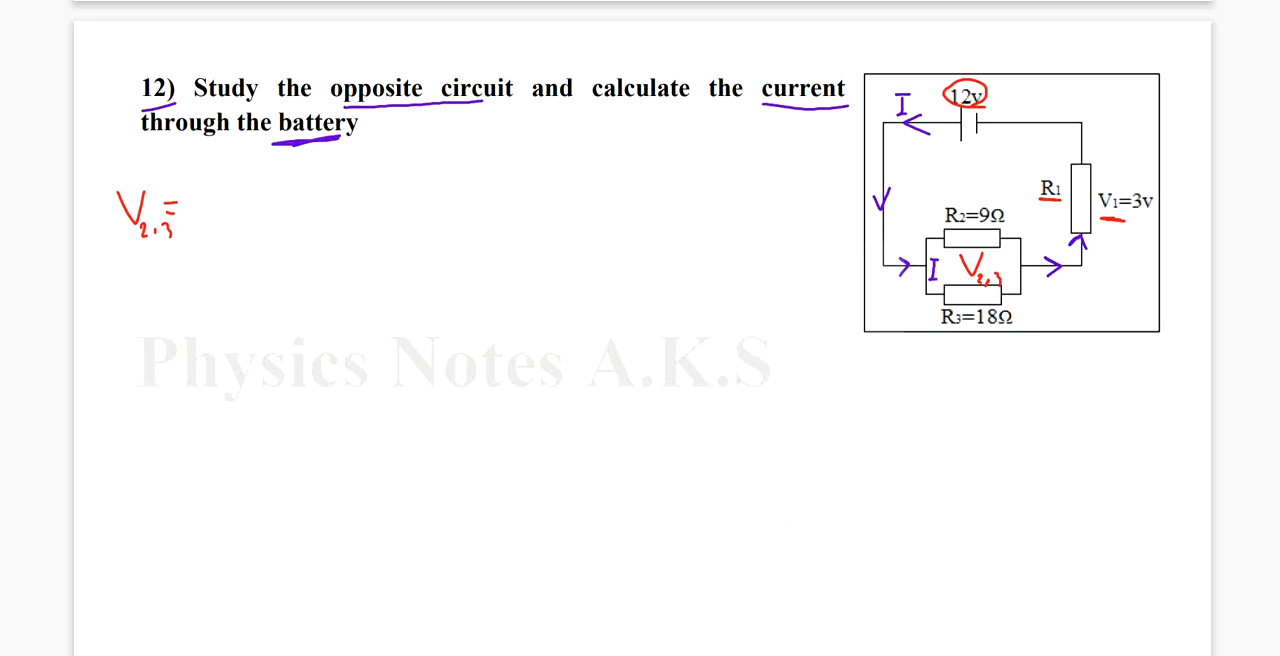 12) Study the opposite circuit and calculate the current
through the battery
I
12v
R1
V1=3v
R2=9Ω
I
V2,3
R3=18Ω
V2,3 =
Physics Notes A.K.S